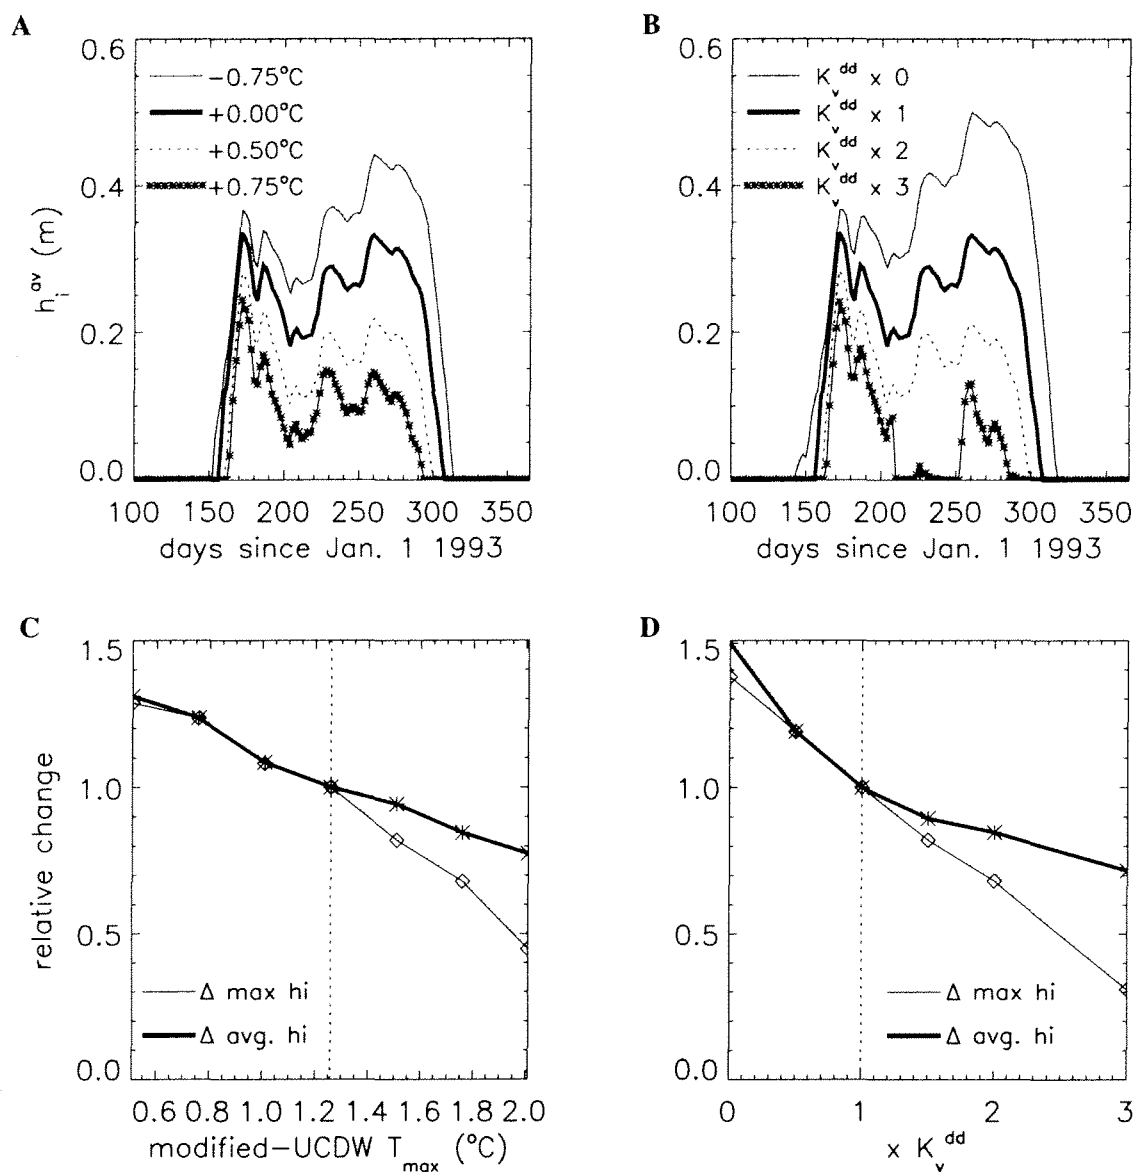 A
0.6
−0.75°C
+0.00°C
+0.50°C
+0.75°C
0.4
0.2
0.0
h_i^av (m)
100 150 200 250 300 350
days since Jan. 1 1993
B
0.6
K_v^dd x 0
K_v^dd x 1
K_v^dd x 2
K_v^dd x 3
0.4
0.2
0.0
100 150 200 250 300 350
days since Jan. 1 1993
C
1.5
1.0
0.5
0.0
relative change
Δ max hi
Δ avg. hi
0.6 0.8 1.0 1.2 1.4 1.6 1.8 2.0
modified−UCDW T_max (°C)
D
1.5
1.0
0.5
0.0
Δ max hi
Δ avg. hi
0 1 2 3
x K_v^dd